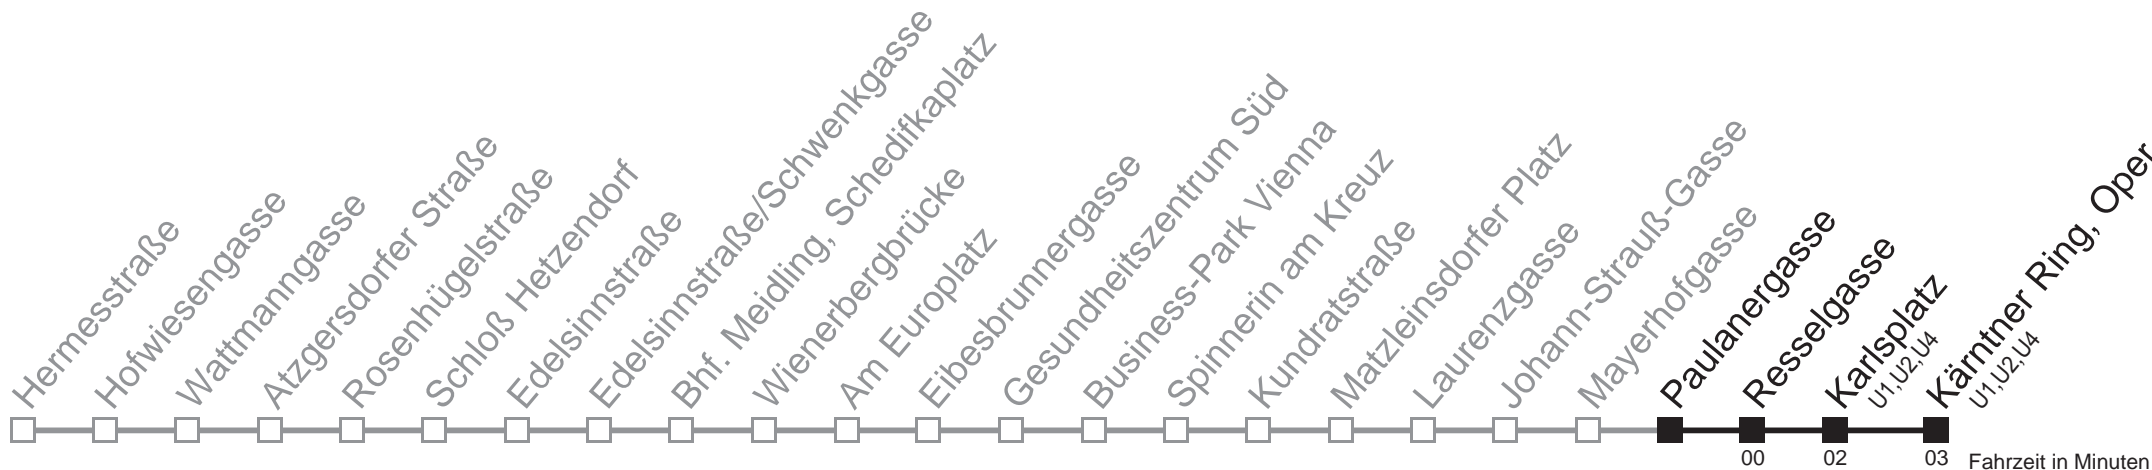 Hermesstraße
Hofwiesengasse
Wattmanngasse
Atzgersdorfer Straße
Rosenhügelstraße
Schloß Hetzendorf
Edelsinnstraße
Edelsinnstraße/Schwenkgasse
Bhf. Meidling, Schedifkaplatz
Wienerbergbrücke
Am Europlatz
Eibesbrunnergasse
Gesundheitszentrum Süd
Business-Park Vienna
Spinnerin am Kreuz
Kundratstraße
Matzleinsdorfer Platz
Laurenzgasse
Johann-Strauß-Gasse
Mayerhofgasse
Paulanergasse
Resselgasse
Karlsplatz
U1,U2,U4
Kärntner Ring, Oper
U1,U2,U4
00 02 03 Fahrzeit in Minuten